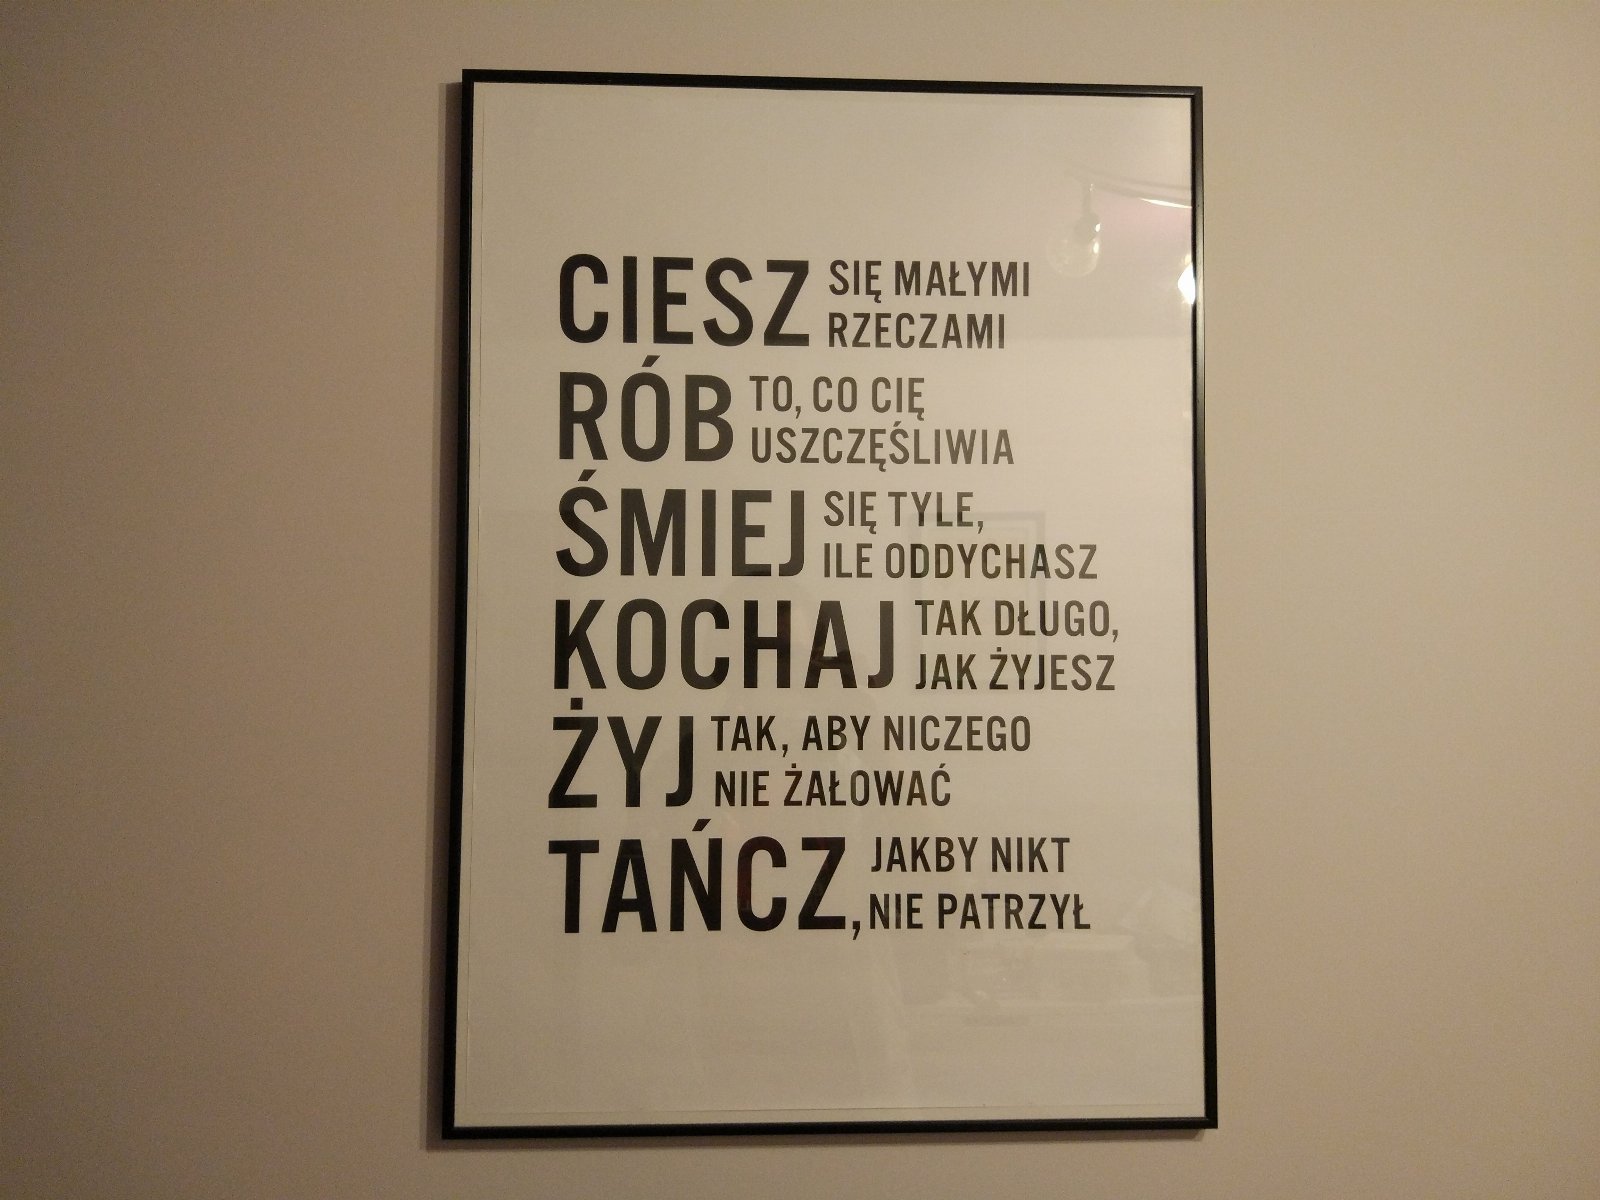 CIESZ SIĘ MAŁYMI
RZECZAMI
RÓB TO, CO CIĘ
USZCZĘŚLIWIA
ŚMIEJ SIĘ TYLE,
ILE ODDYCHASZ
KOCHAJ TAK DŁUGO,
JAK ŻYJESZ
ŻYJ TAK, ABY NICZEGO
NIE ŻAŁOWAĆ
TAŃCZ, JAKBY NIKT
NIE PATRZYŁ